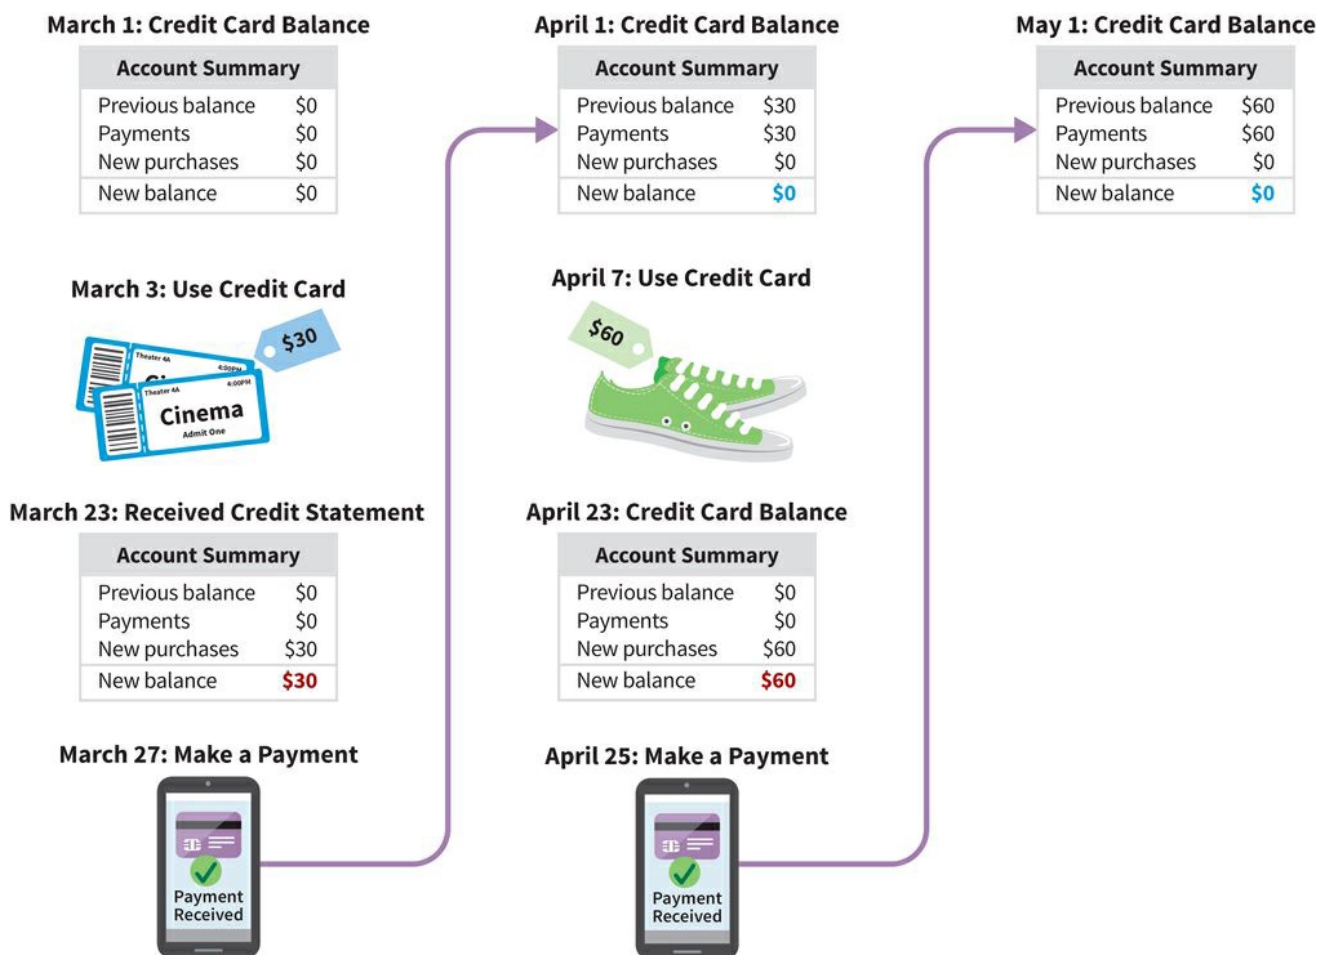 March 1: Credit Card Balance
Account Summary
Previous balance $0
Payments $0
New purchases $0
New balance $0
March 3: Use Credit Card
$30
Theater 4A
4:00PM
Theater 4A
4:00PM
Cinema
Admit One
March 23: Received Credit Statement
Account Summary
Previous balance $0
Payments $0
New purchases $30
New balance $30
March 27: Make a Payment
Payment
Received
April 1: Credit Card Balance
Account Summary
Previous balance $30
Payments $30
New purchases $0
New balance $0
April 7: Use Credit Card
$60
April 23: Credit Card Balance
Account Summary
Previous balance $0
Payments $0
New purchases $60
New balance $60
April 25: Make a Payment
Payment
Received
May 1: Credit Card Balance
Account Summary
Previous balance $60
Payments $60
New purchases $0
New balance $0